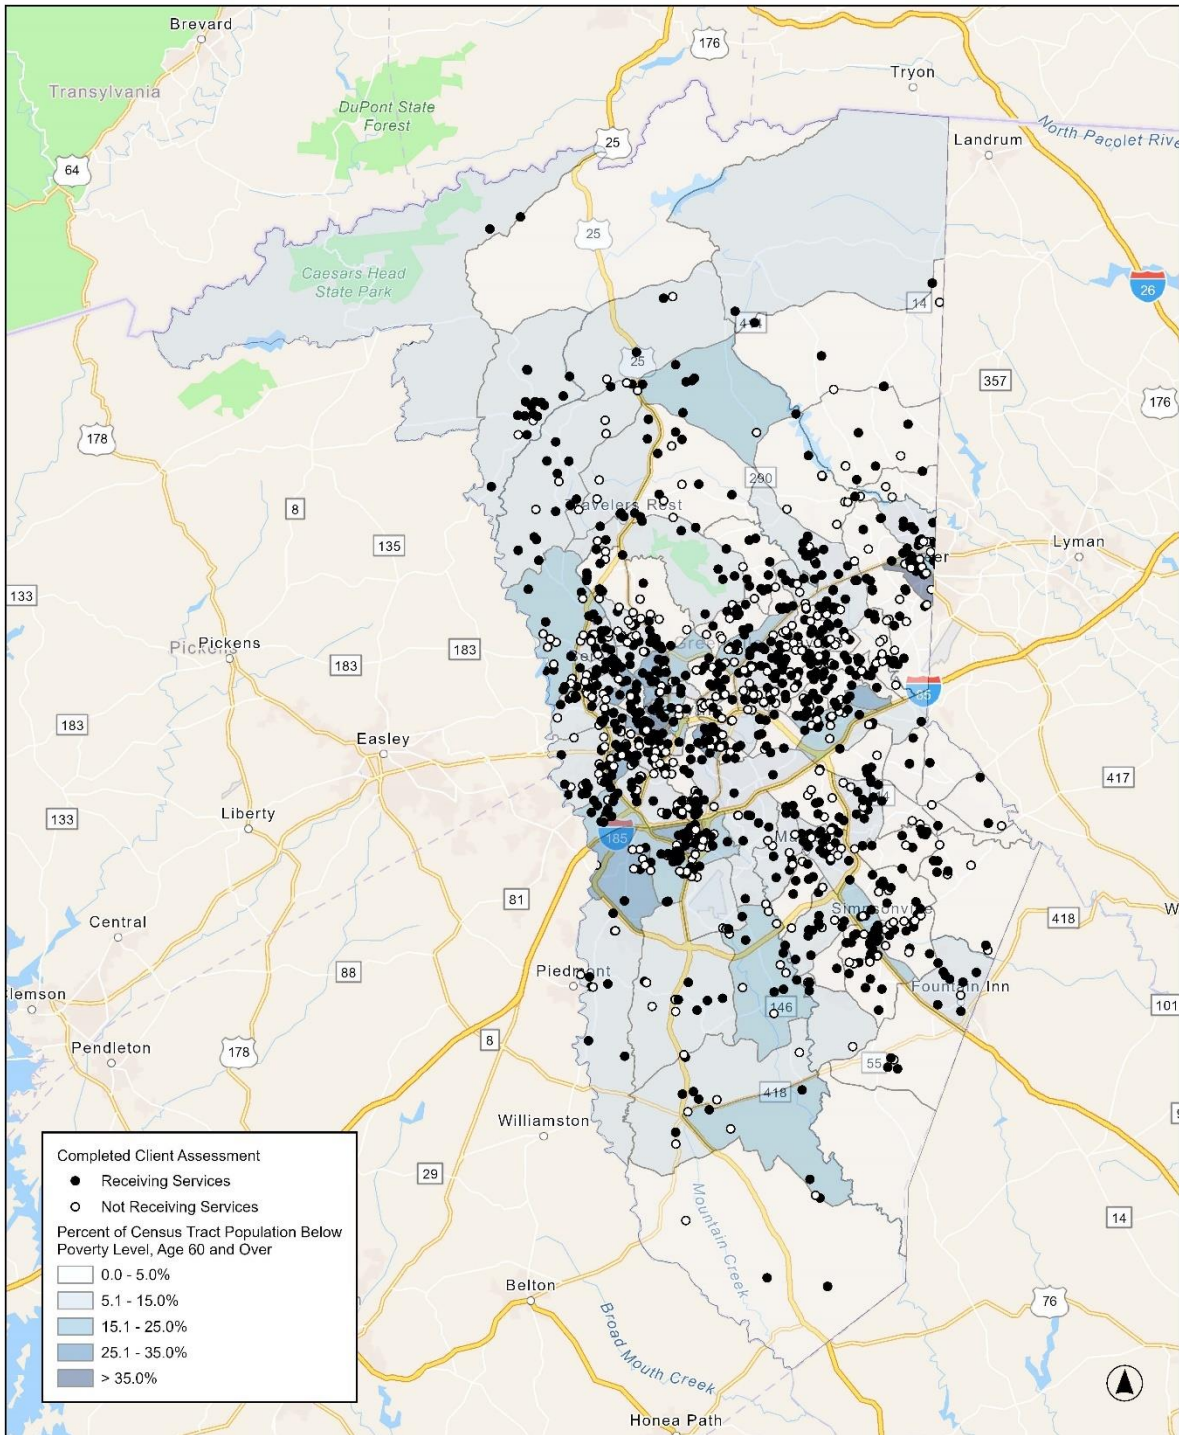 Brevard
176
Tryon
Transylvania
DuPont State
Forest
North Pacolet Rive
25
Landrum
64
25
Caesars Head
State Park
26
14
25
357
176
178
290
8
Travelers Rest
135
Lyman
133
Pickens
Pickens
183
183
183
85
Easley
417
Liberty
133
185
81
Simpsonville
418
Central
88
Piedmont
Fountain Inn
Clemson
146
101
Pendleton
178
8
55
418
Williamston
29
Mountain Creek
14
Belton
76
Broad Mouth Creek
Honea Path
Completed Client Assessment
Receiving Services
Not Receiving Services
Percent of Census Tract Population Below
Poverty Level, Age 60 and Over
0.0 - 5.0%
5.1 - 15.0%
15.1 - 25.0%
25.1 - 35.0%
> 35.0%